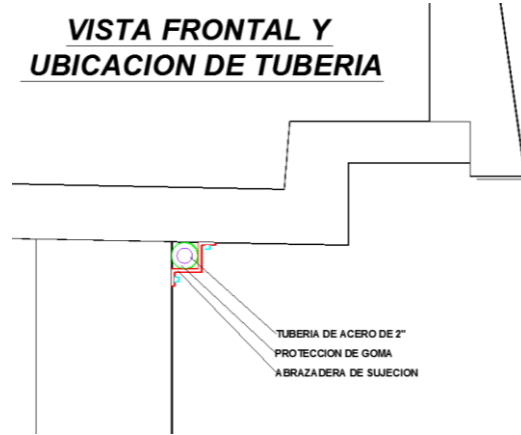 VISTA FRONTAL Y
UBICACION DE TUBERIA
TUBERIA DE ACERO DE 2"
PROTECCION DE GOMA
ABRAZADERA DE SUJECION